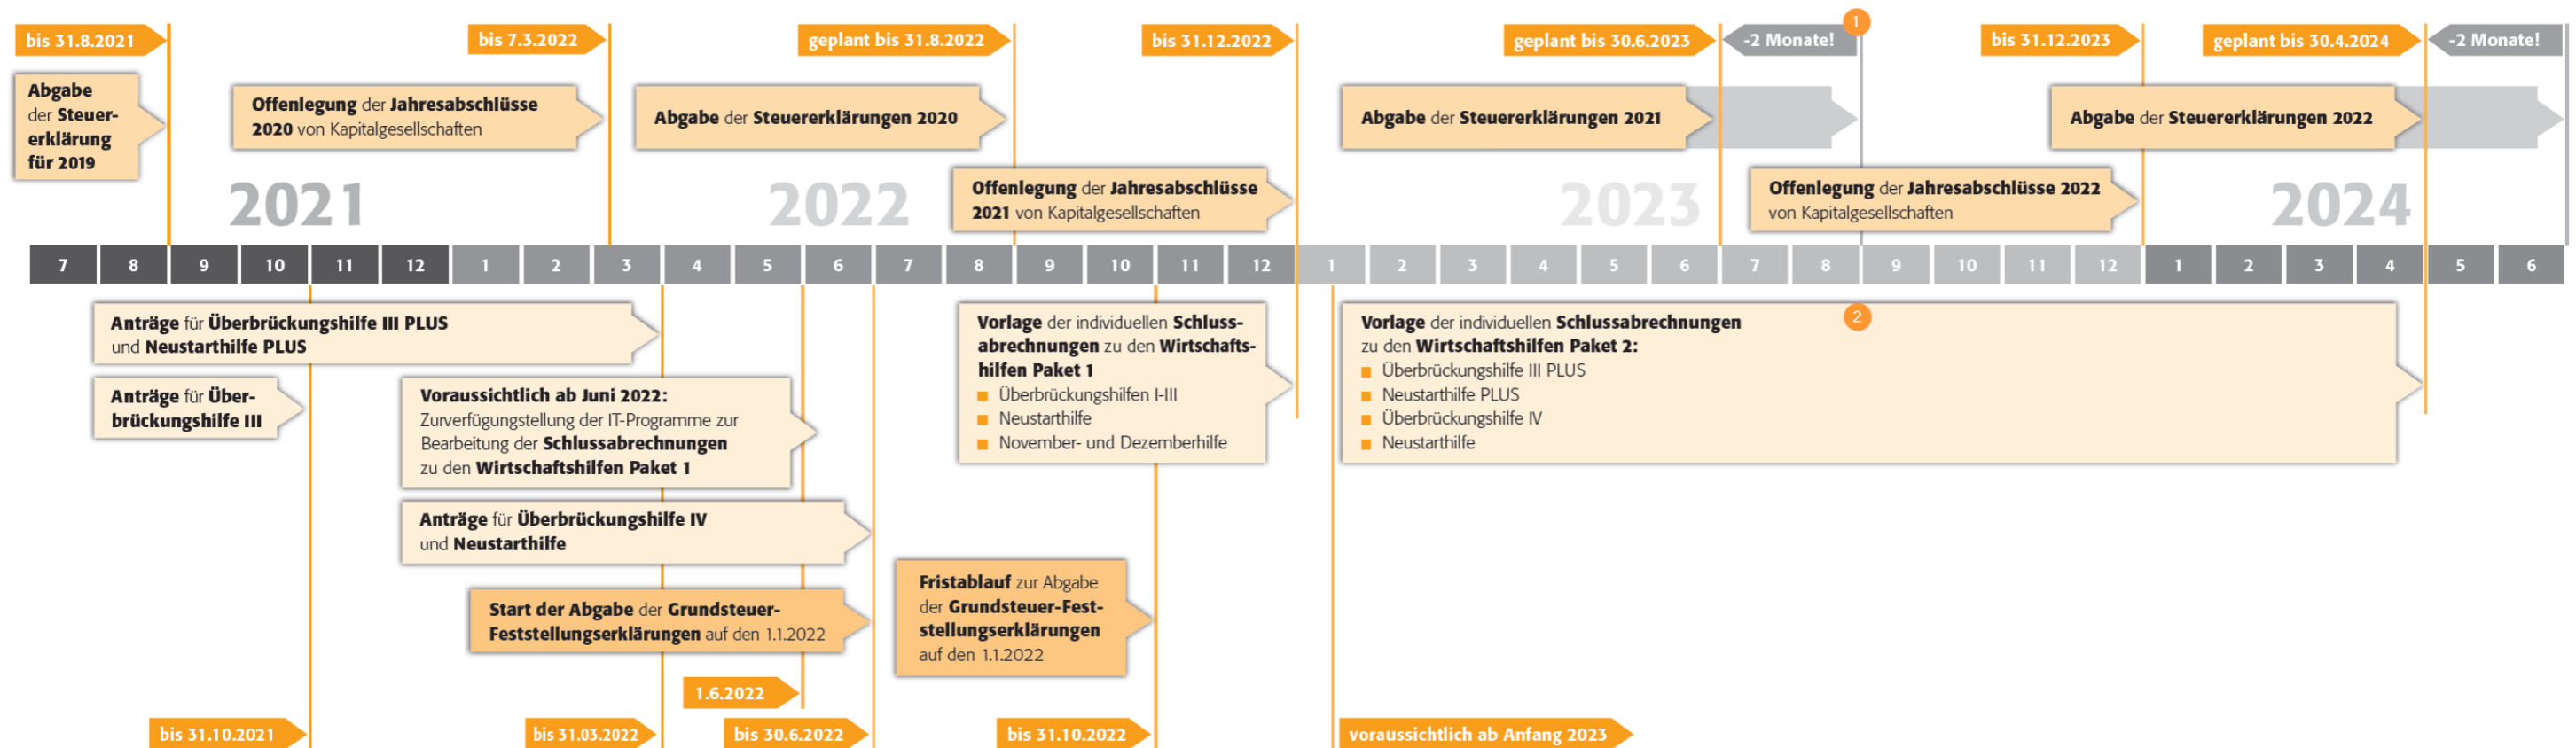 bis 31.8.2021
bis 7.3.2022
geplant bis 31.8.2022
bis 31.12.2022
geplant bis 30.6.2023
-2 Monate!
1
bis 31.12.2023
geplant bis 30.4.2024
-2 Monate!
Abgabe
der Steuer-
erklärung
für 2019
Offenlegung der Jahresabschlüsse
2020 von Kapitalgesellschaften
Abgabe der Steuererklärungen 2020
Abgabe der Steuererklärungen 2021
Abgabe der Steuererklärungen 2022
Offenlegung der Jahresabschlüsse
2021 von Kapitalgesellschaften
Offenlegung der Jahresabschlüsse 2022
von Kapitalgesellschaften
2021
2022
2023
2024
7 8 9 10 11 12 1 2 3 4 5 6 7 8 9 10 11 12 1 2 3 4 5 6 7 8 9 10 11 12 1 2 3 4 5 6
Anträge für Überbrückungshilfe III PLUS
und Neustarthilfe PLUS
Anträge für Über-
brückungshilfe III
Voraussichtlich ab Juni 2022:
Zurverfügungstellung der IT-Programme zur
Bearbeitung der Schlussabrechnungen
zu den Wirtschaftshilfen Paket 1
Anträge für Überbrückungshilfe IV
und Neustarthilfe
Start der Abgabe der Grundsteuer-
Feststellungserklärungen auf den 1.1.2022
Fristablauf zur Abgabe
der Grundsteuer-Fest-
stellungserklärungen
auf den 1.1.2022
Vorlage der individuellen Schluss-
abrechnungen zu den Wirtschafts-
hilfen Paket 1
Überbrückungshilfen I-III
Neustarthilfe
November- und Dezemberhilfe
Vorlage der individuellen Schlussabrechnungen
zu den Wirtschaftshilfen Paket 2:
Überbrückungshilfe III PLUS
Neustarthilfe PLUS
Überbrückungshilfe IV
Neustarthilfe
2
1.6.2022
bis 31.10.2021
bis 31.03.2022
bis 30.6.2022
bis 31.10.2022
voraussichtlich ab Anfang 2023